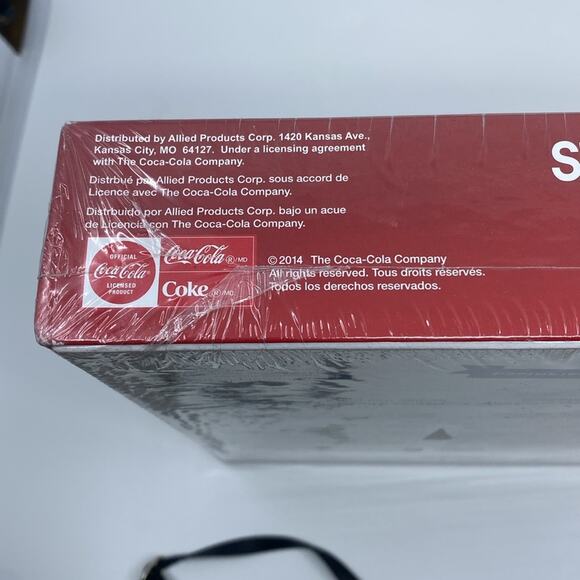 Distributed by Allied Products Corp. 1420 Kansas Ave.,
Kansas City, MO 64127. Under a licensing agreement
with The Coca-Cola Company.
Distrbué par Allied Products Corp. sous accord de
Licence avec The Coca-Cola Company.
Distribuido por Allied Products Corp. bajo un acue
de Licencia con The Coca-Cola Company.
OFFICIAL
Coca-Cola
LICENSED
PRODUCT
Coca-Cola ®/MD
Coke ®/MC
© 2014 The Coca-Cola Company
All rights reserved. Tous droits réservés.
Todos los derechos reservados.
S